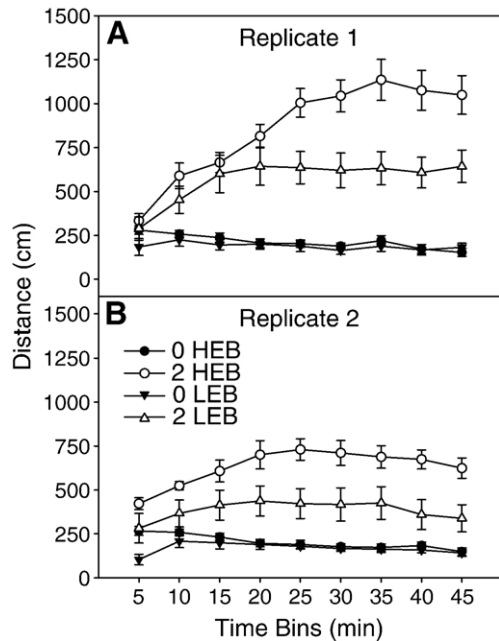 A Replicate 1
1500
1250
1000
750
500
250
0
B Replicate 2
0 HEB
2 HEB
0 LEB
2 LEB
1500
1250
1000
750
500
250
0
Distance (cm)
5 10 15 20 25 30 35 40 45
Time Bins (min)